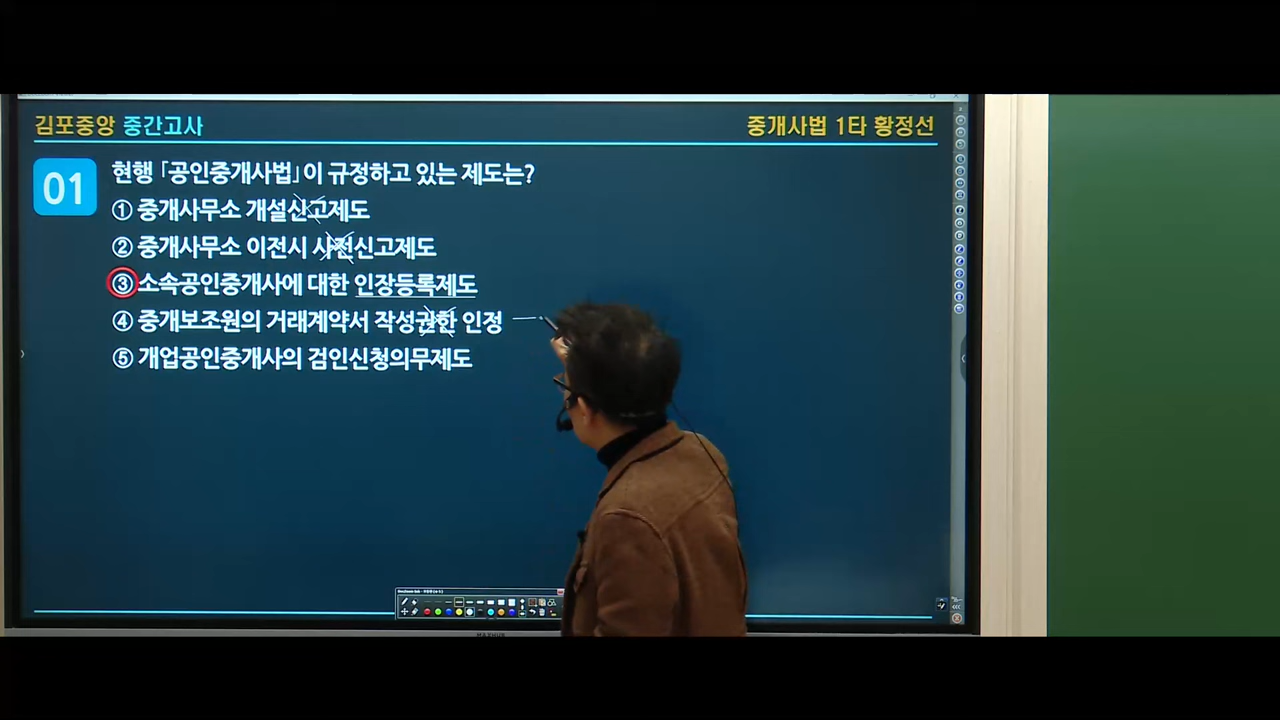 김포중앙 중간고사
중개사법 1타 황정선
01
현행 「공인중개사법」이 규정하고 있는 제도는?
① 중개사무소 개설신고제도
② 중개사무소 이전시 사전신고제도
③ 소속공인중개사에 대한 인장등록제도
④ 중개보조원의 거래계약서 작성권한 인정
⑤ 개업공인중개사의 검인신청의무제도